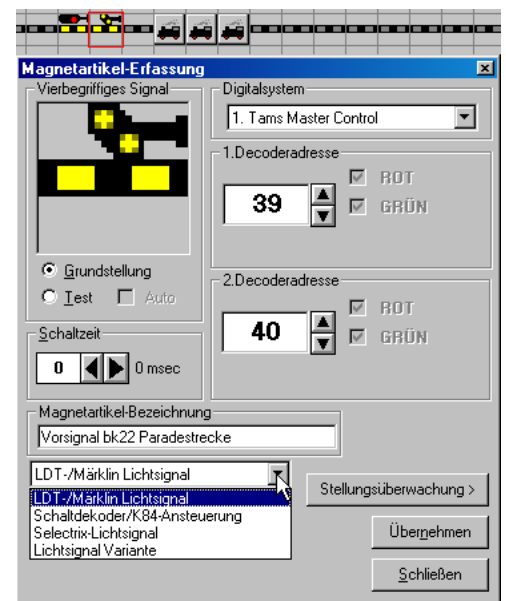 Magnetartikel-Erfassung
Vierbegriffiges Signal
Digitalsystem
1. Tams Master Control
1.Decoderadresse
39
ROT
GRÜN
Grundstellung
Test
Auto
2.Decoderadresse
40
ROT
GRÜN
Schaltzeit
0
0 msec
Magnetartikel-Bezeichnung
Vorsignal bk22 Paradestrecke
LDT-/Märklin Lichtsignal
LDT-/Märklin Lichtsignal
Schaltdekoder/K84-Ansteuerung
Selectrix-Lichtsignal
Lichtsignal Variante
Stellungsüberwachung >
Übernehmen
Schließen